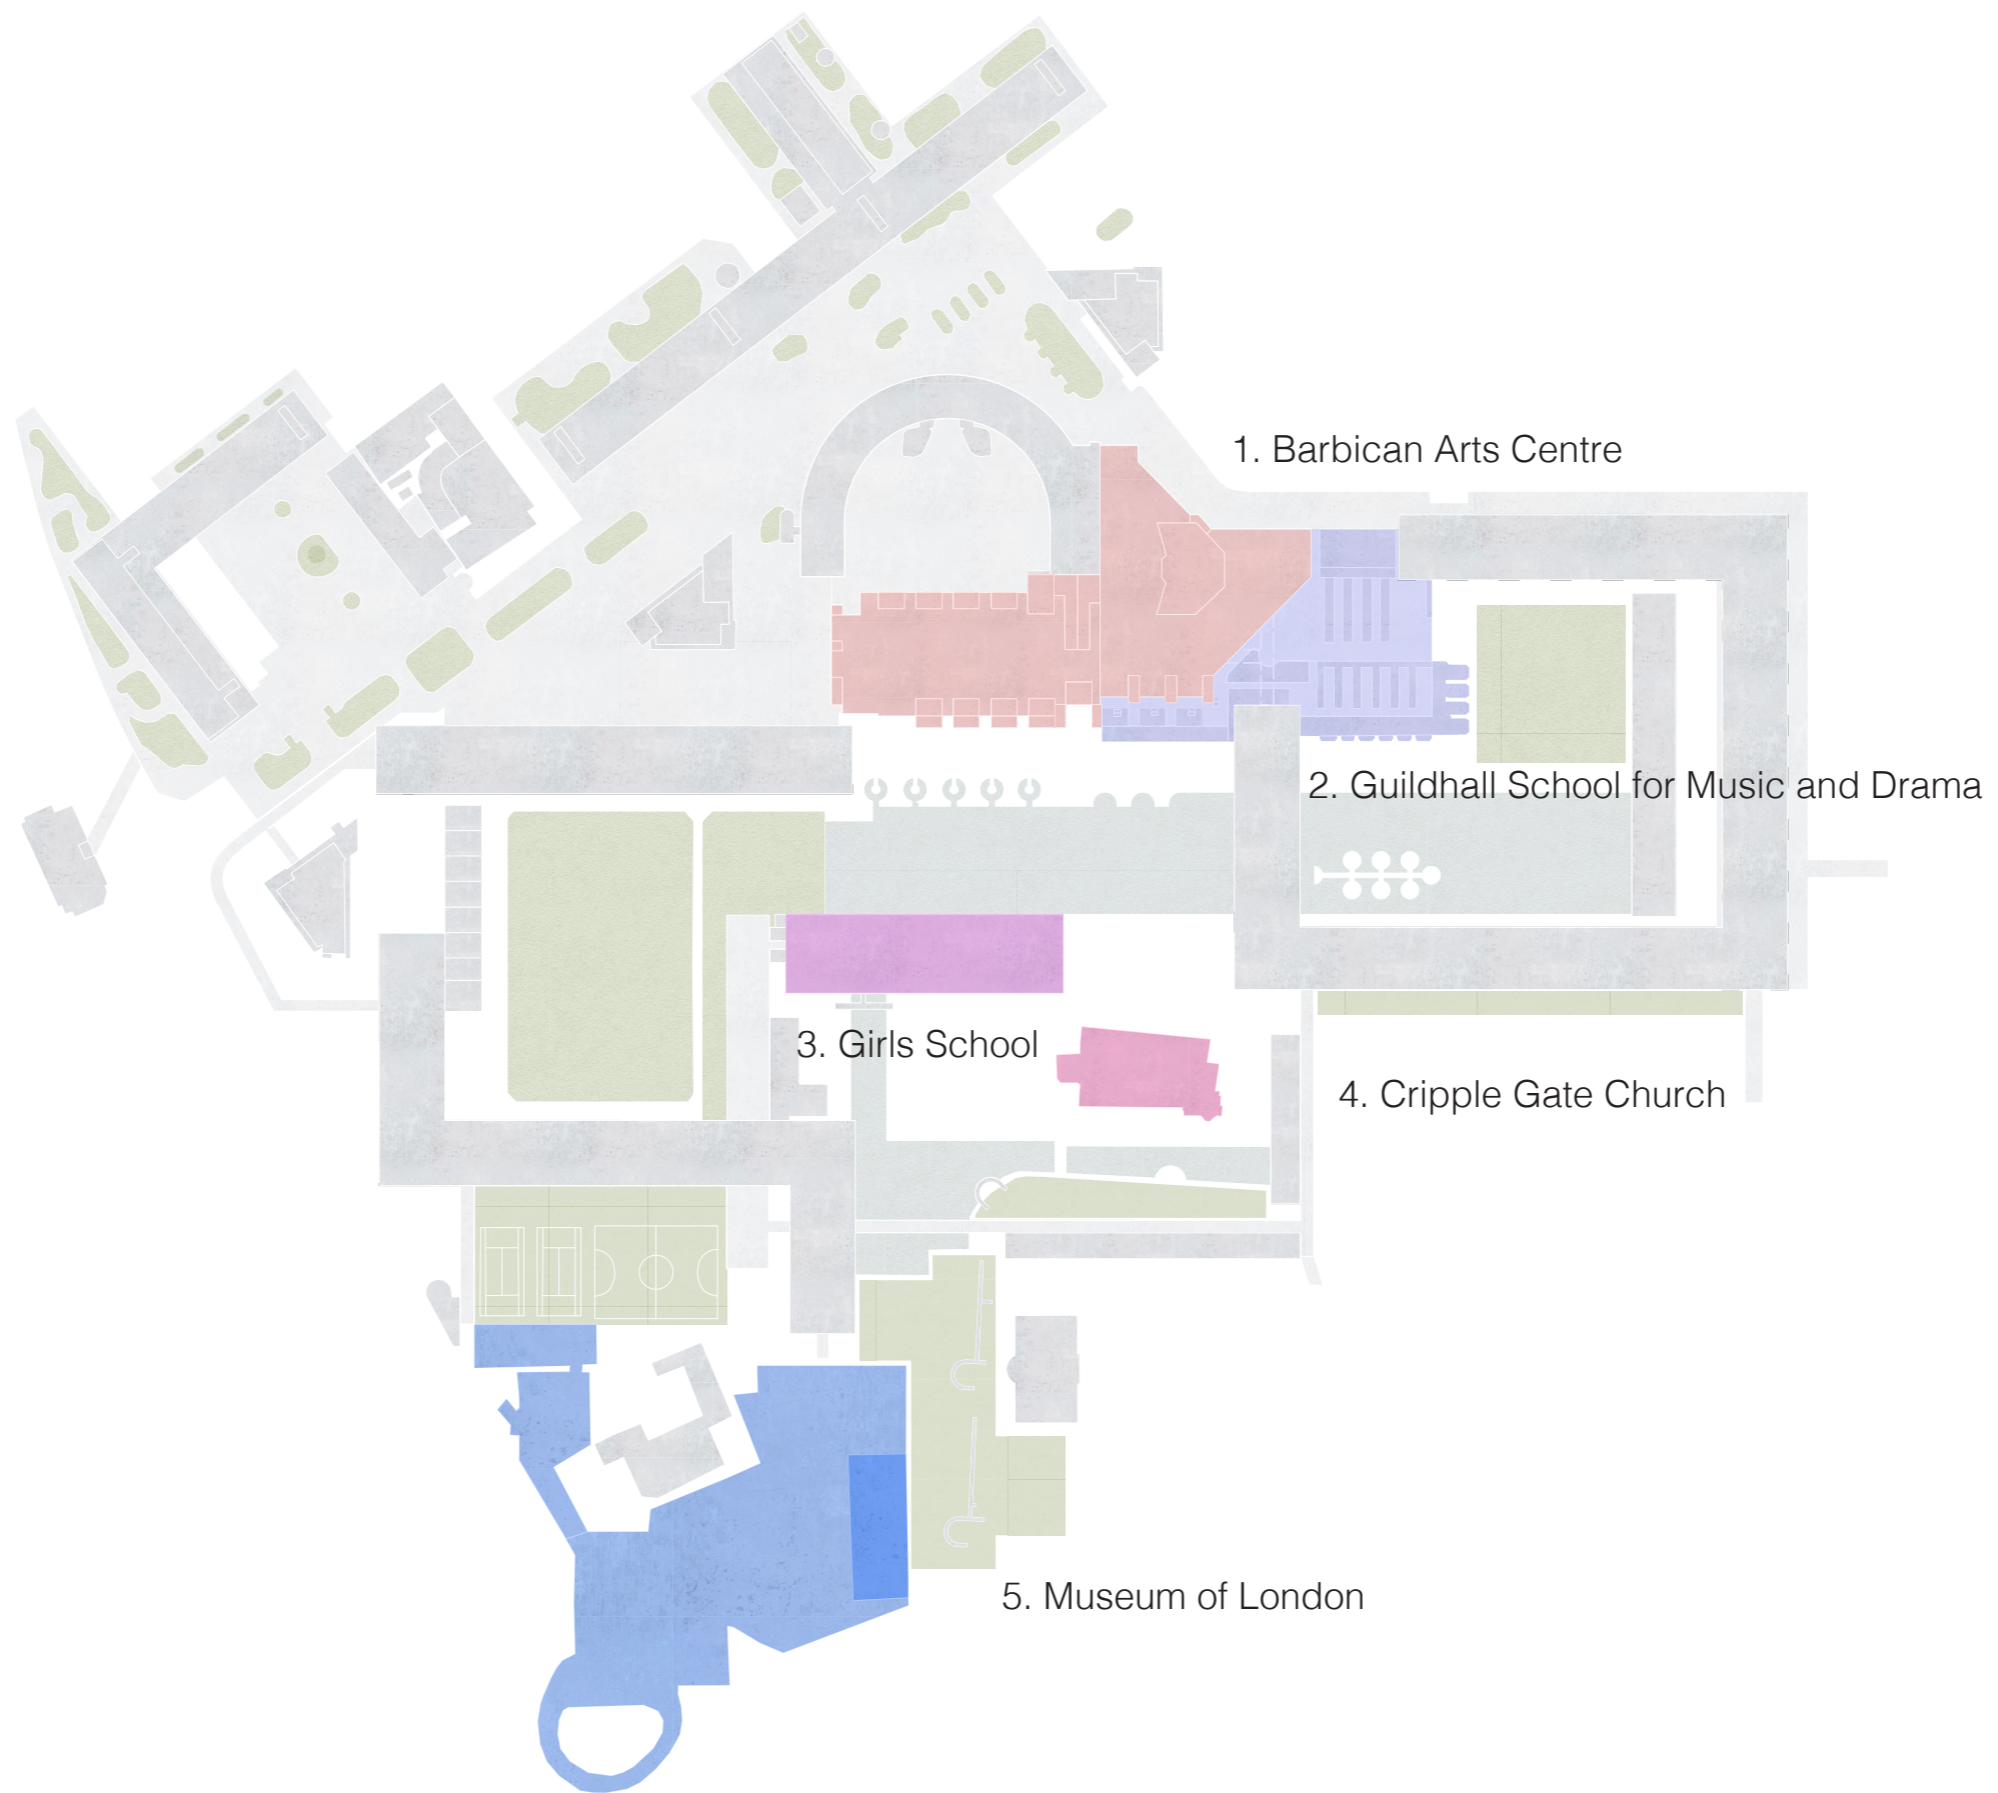 1. Barbican Arts Centre
2. Guildhall School for Music and Drama
3. Girls School
4. Cripple Gate Church
5. Museum of London